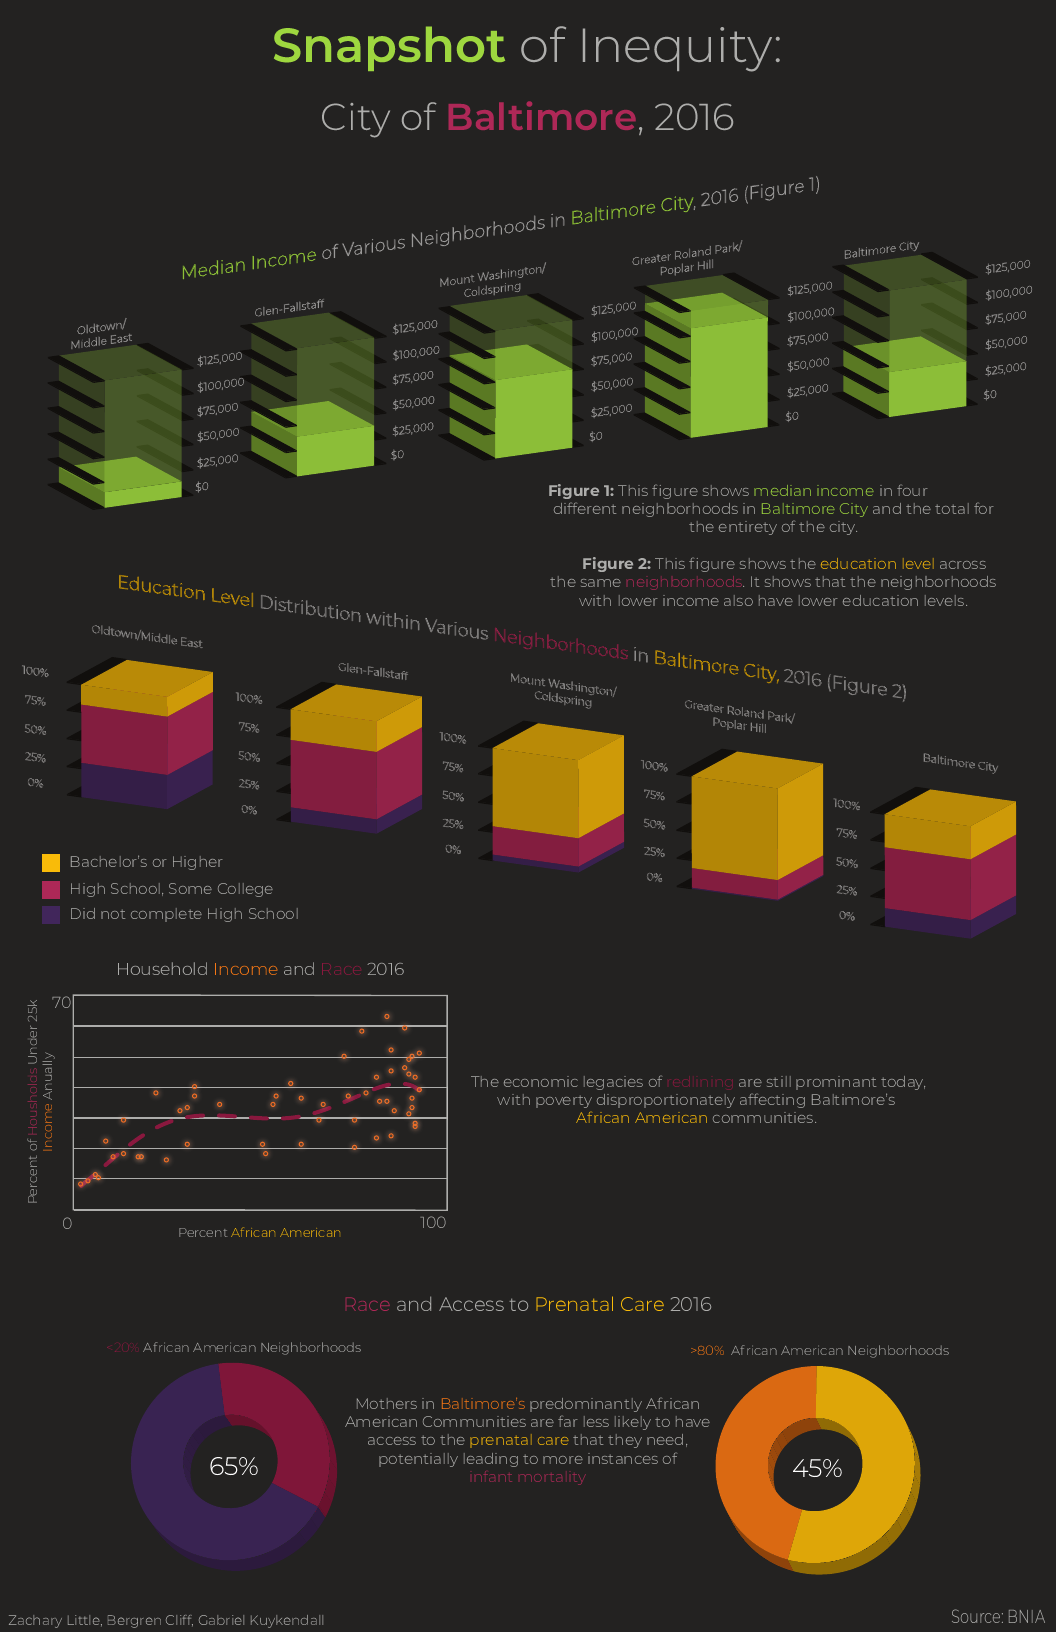 Snapshot of Inequity:
City of Baltimore, 2016
Median Income of Various Neighborhoods in Baltimore City, 2016 (Figure 1)
Oldtown/
Middle East
$125,000
$100,000
$75,000
$50,000
$25,000
$0
Glen-Fallstaff
$125,000
$100,000
$75,000
$50,000
$25,000
$0
Mount Washington/
Coldspring
$125,000
$100,000
$75,000
$50,000
$25,000
$0
Greater Roland Park/
Poplar Hill
$125,000
$100,000
$75,000
$50,000
$25,000
$0
Baltimore City
$125,000
$100,000
$75,000
$50,000
$25,000
$0
Figure 1: This figure shows median income in four
different neighborhoods in Baltimore City and the total for
the entirety of the city.
Figure 2: This figure shows the education level across
the same neighborhoods. It shows that the neighborhoods
with lower income also have lower education levels.
Education Level Distribution within Various Neighborhoods in Baltimore City, 2016 (Figure 2)
Oldtown/Middle East
100%
75%
50%
25%
0%
Glen-Fallstaff
100%
75%
50%
25%
0%
Mount Washington/
Coldspring
100%
75%
50%
25%
0%
Greater Roland Park/
Poplar Hill
100%
75%
50%
25%
0%
Baltimore City
100%
75%
50%
25%
0%
Bachelor's or Higher
High School, Some College
Did not complete High School
Household Income and Race 2016
70
Percent of Housholds Under 25k
Income Anually
0
100
Percent African American
The economic legacies of redlining are still prominant today,
with poverty disproportionately affecting Baltimore's
African American communities.
Race and Access to Prenatal Care 2016
<20% African American Neighborhoods
65%
Mothers in Baltimore's predominantly African
American Communities are far less likely to have
access to the prenatal care that they need,
potentially leading to more instances of
infant mortality
>80% African American Neighborhoods
45%
Zachary Little, Bergren Cliff, Gabriel Kuykendall
Source: BNIA